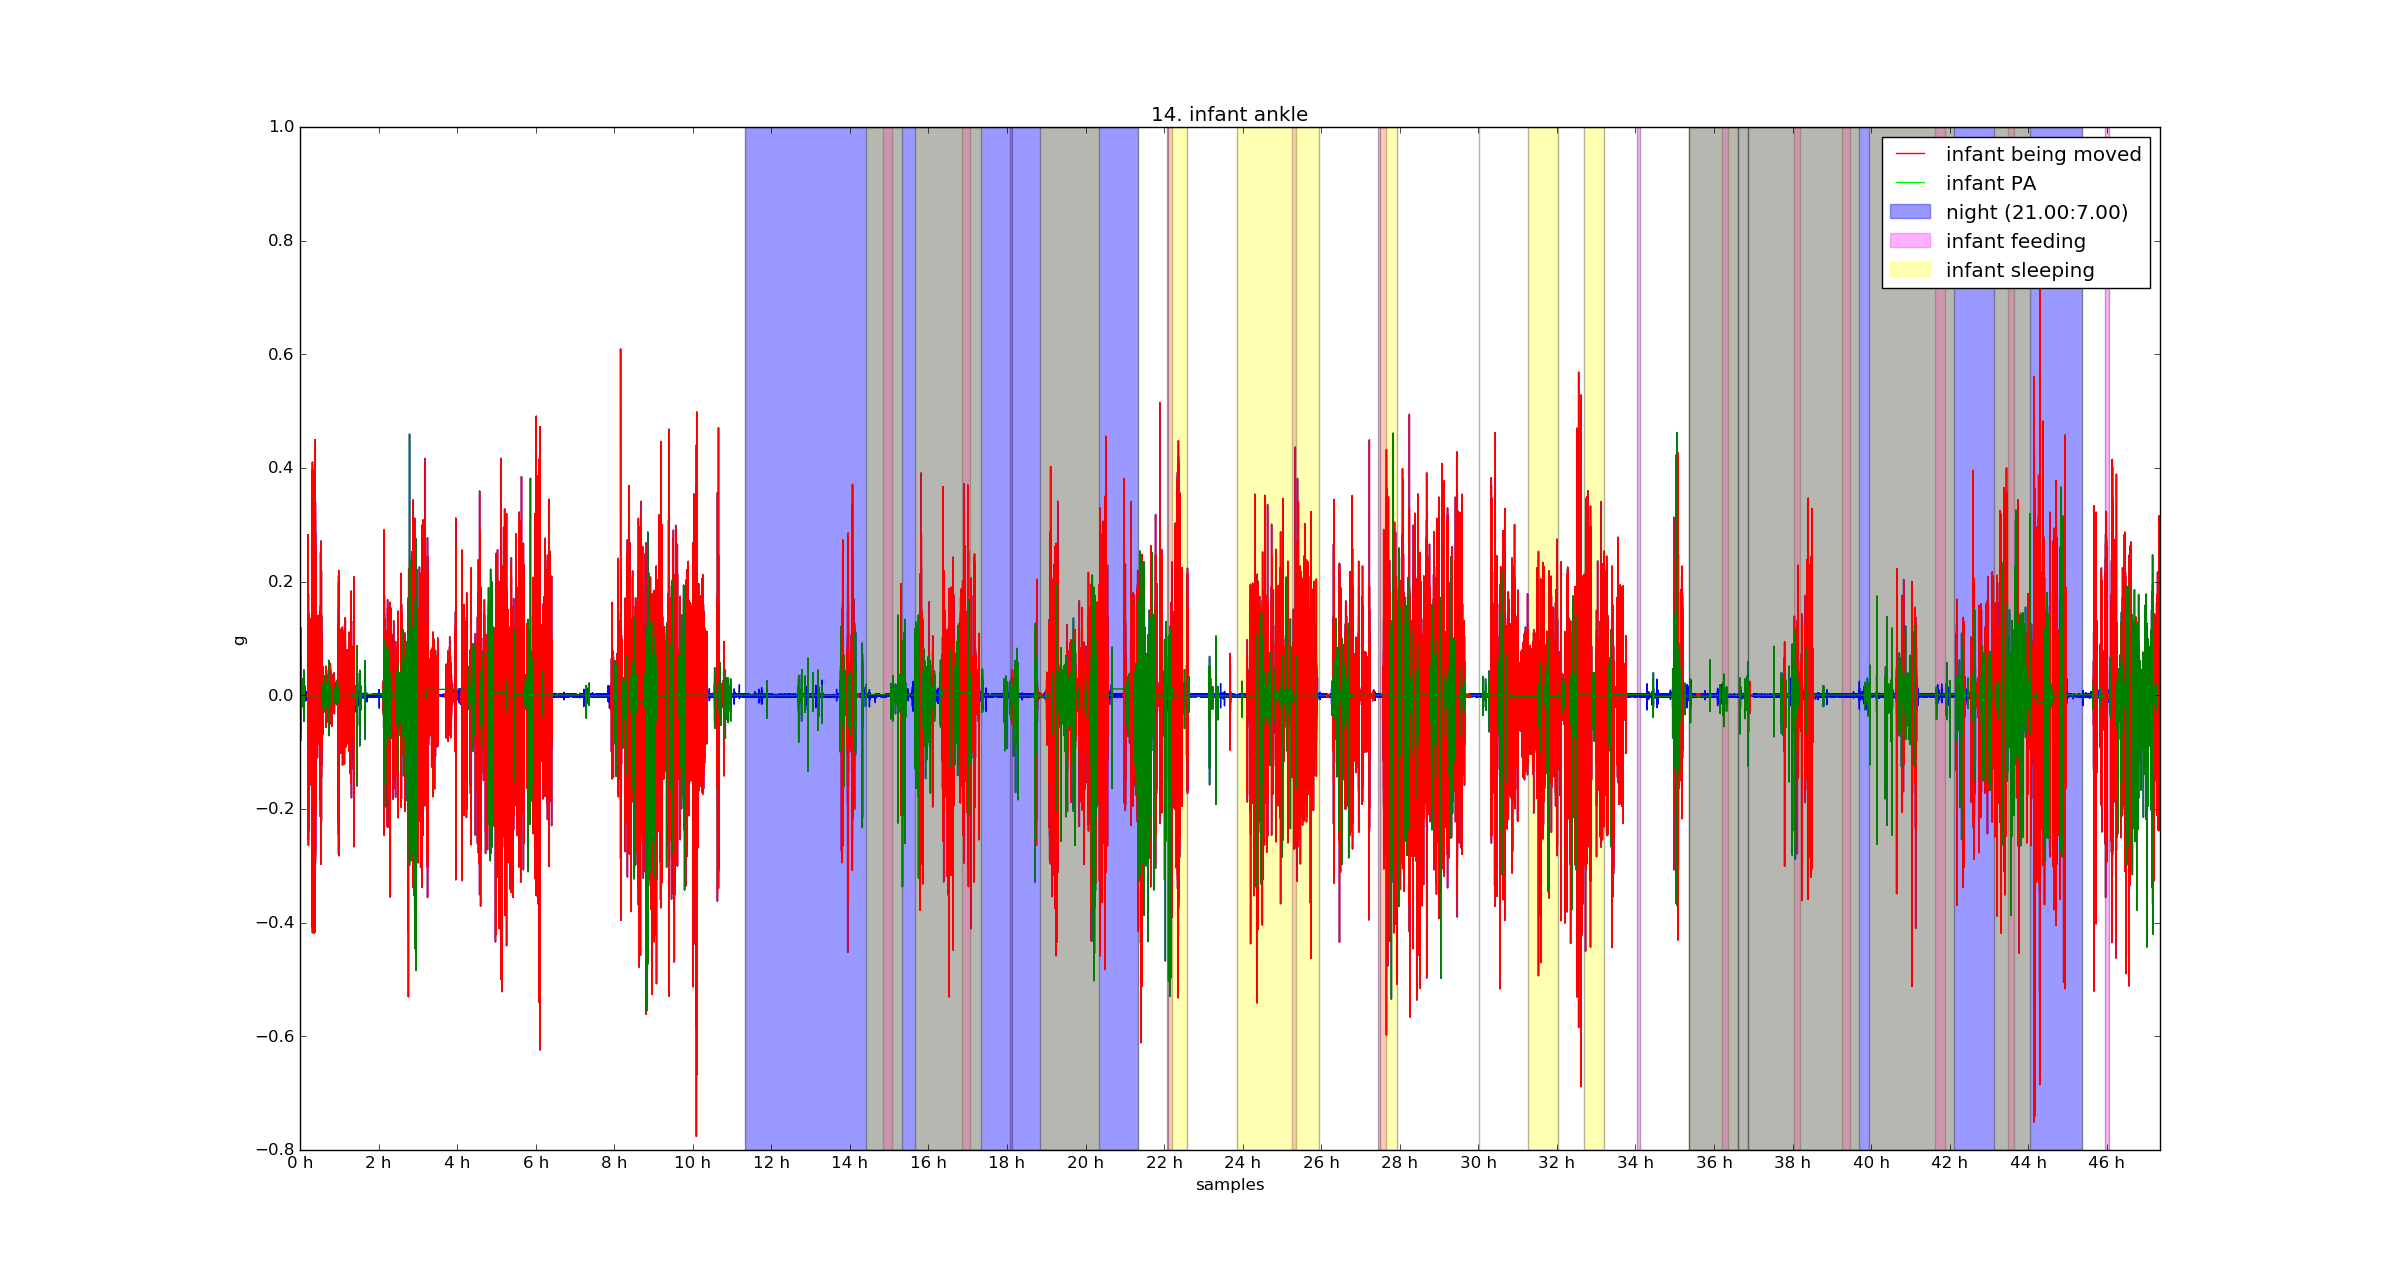 14. infant ankle
1.0
0.8
0.6
0.4
0.2
0.0
−0.2
−0.4
−0.6
−0.8
g
infant being moved
infant PA
night (21.00:7.00)
infant feeding
infant sleeping
0 h 2 h 4 h 6 h 8 h 10 h 12 h 14 h 16 h 18 h 20 h 22 h 24 h 26 h 28 h 30 h 32 h 34 h 36 h 38 h 40 h 42 h 44 h 46 h
samples